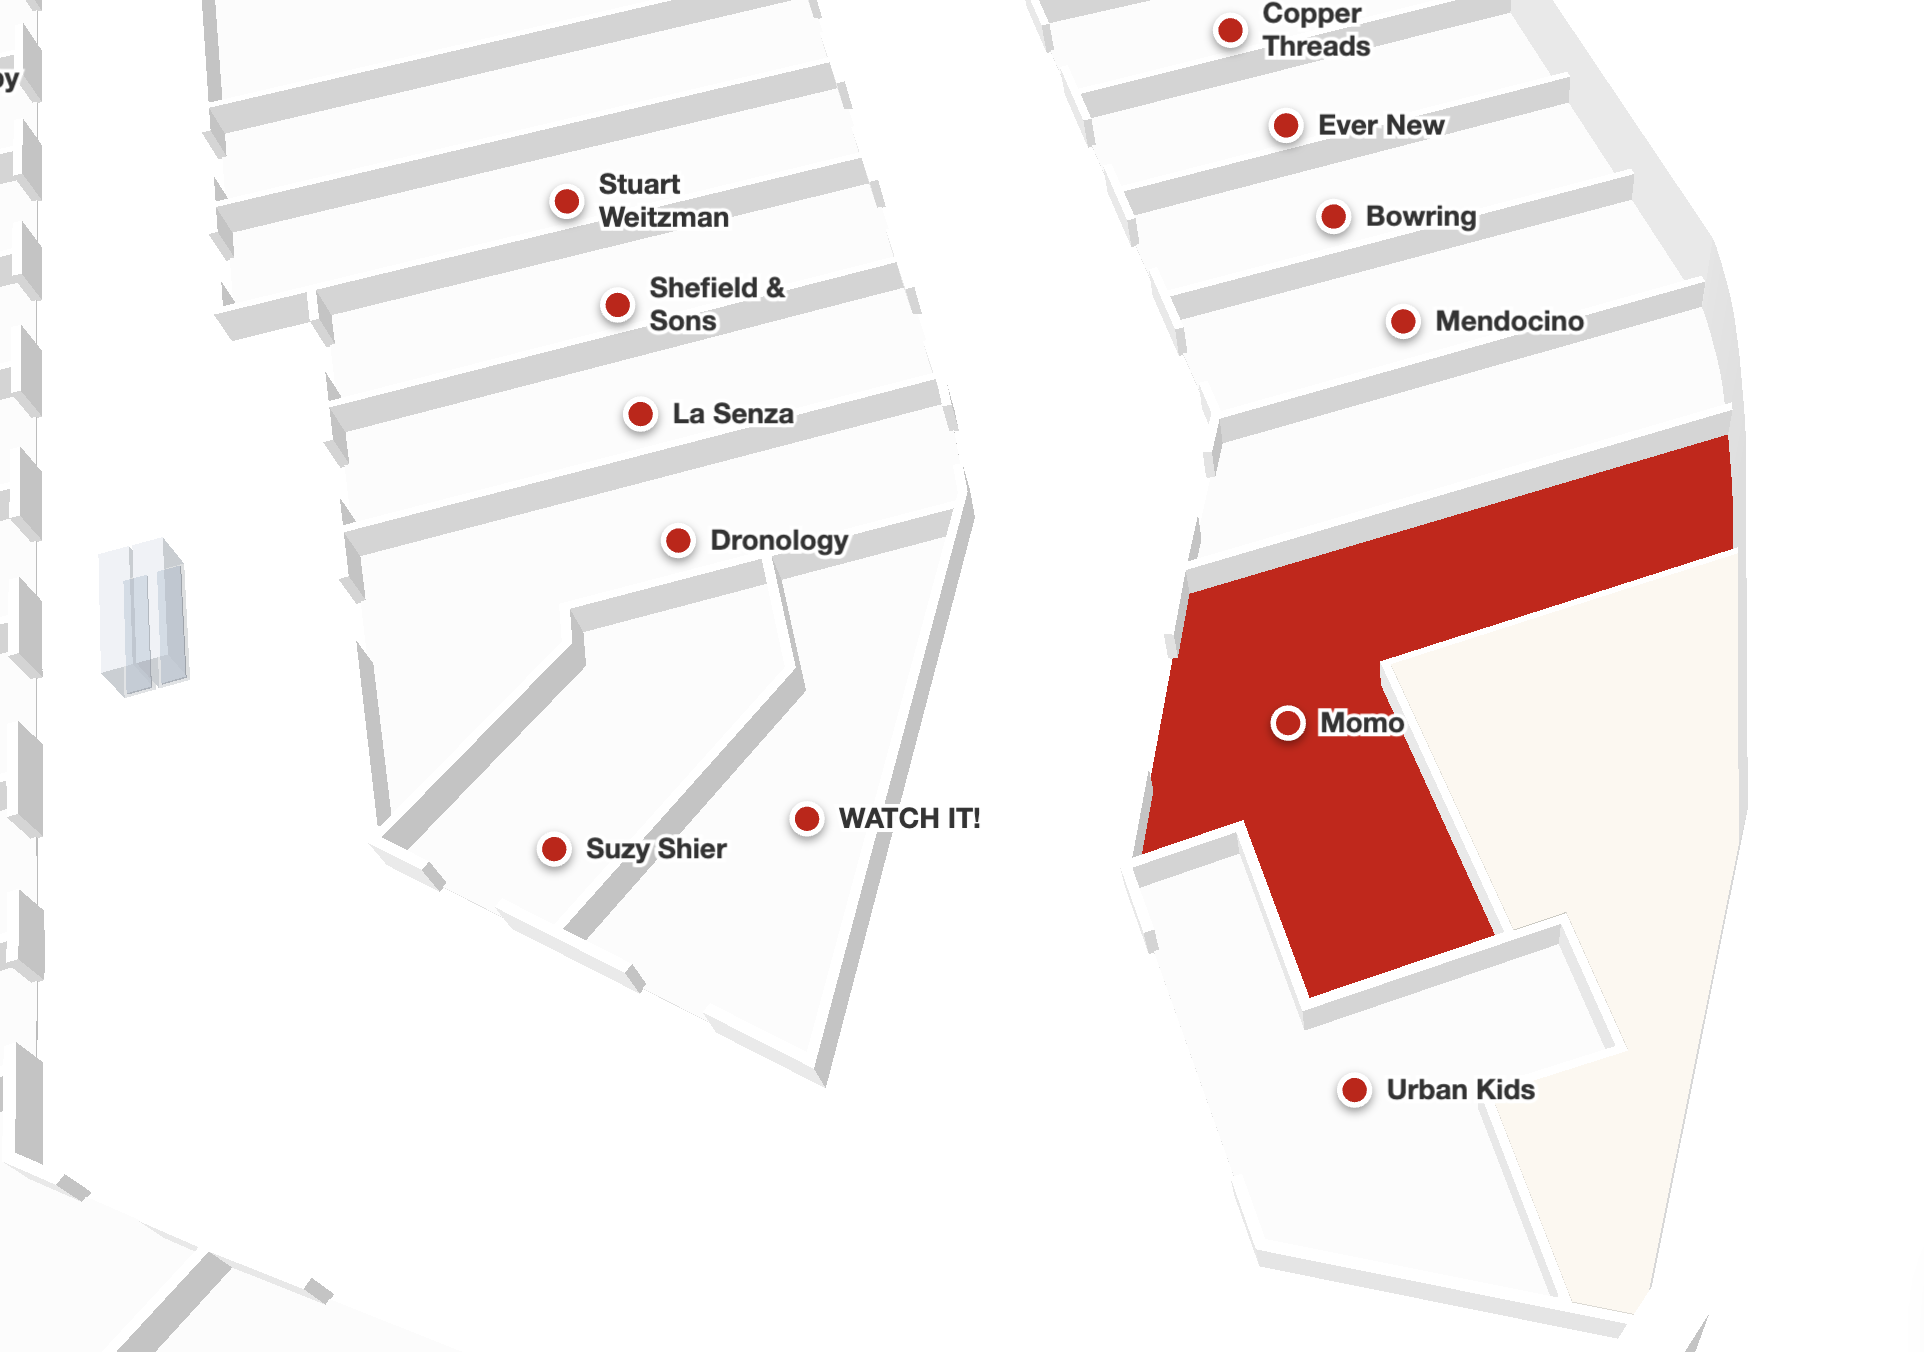 Copper
Threads
Ever New
Stuart
Weitzman
Bowring
Shefield &
Sons
Mendocino
La Senza
Dronology
Momo
WATCH IT!
Suzy Shier
Urban Kids